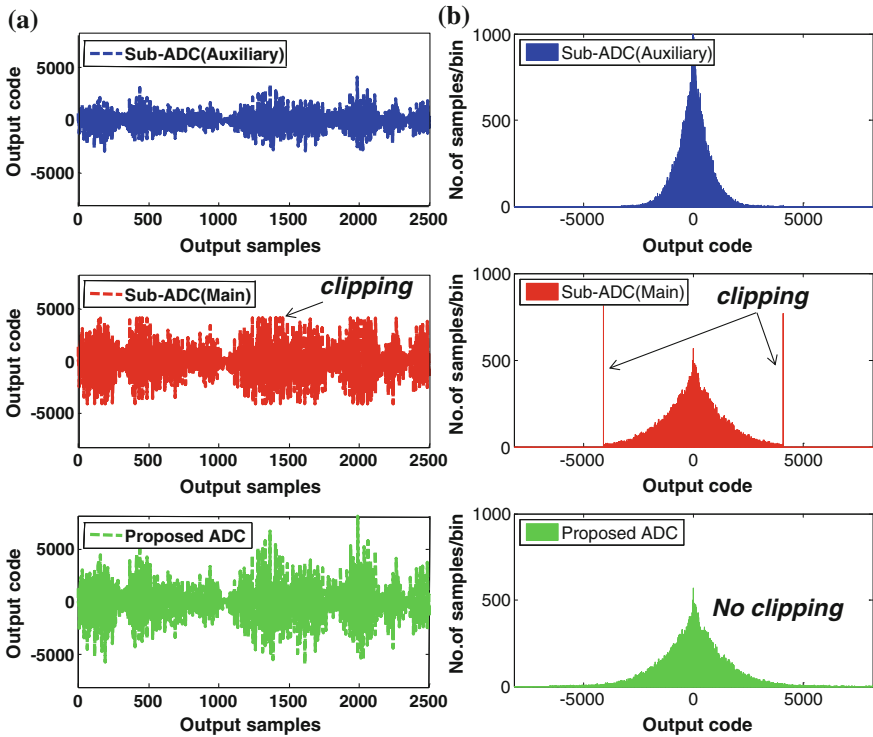 (a)
Sub-ADC(Auxiliary)
5000
0
-5000
Output code
0 500 1000 1500 2000 2500
Output samples
(b)
1000
Sub-ADC(Auxiliary)
500
0
No.of samples/bin
-5000 0 5000
Output code
Sub-ADC(Main)
clipping
5000
0
-5000
Output code
0 500 1000 1500 2000 2500
Output samples
1000
Sub-ADC(Main)
clipping
500
0
No.of samples/bin
-5000 0 5000
Output code
Proposed ADC
5000
0
-5000
Output code
0 500 1000 1500 2000 2500
Output samples
1000
Proposed ADC
500
No clipping
0
No.of samples/bin
-5000 0 5000
Output code